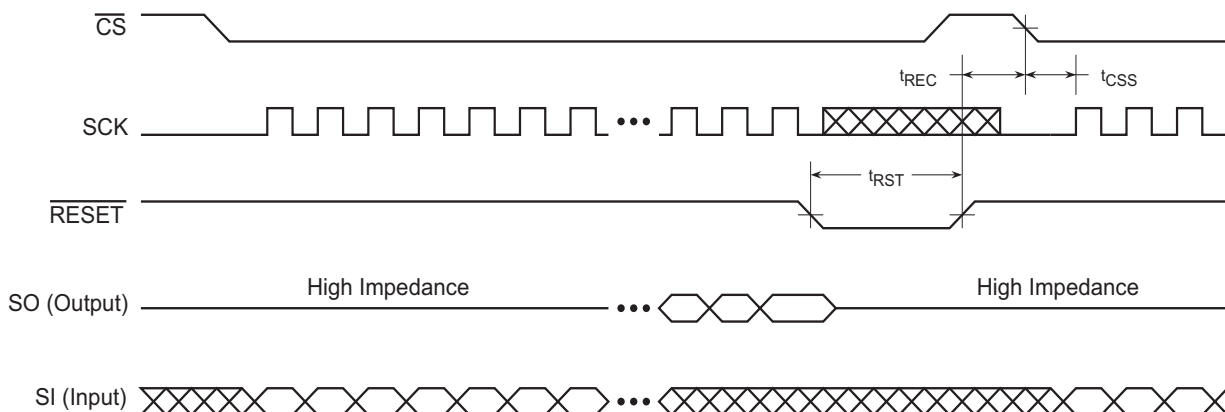 CS
tREC
tCSS
SCK
•••
tRST
RESET
SO (Output)
High Impedance
•••
High Impedance
SI (Input)
•••